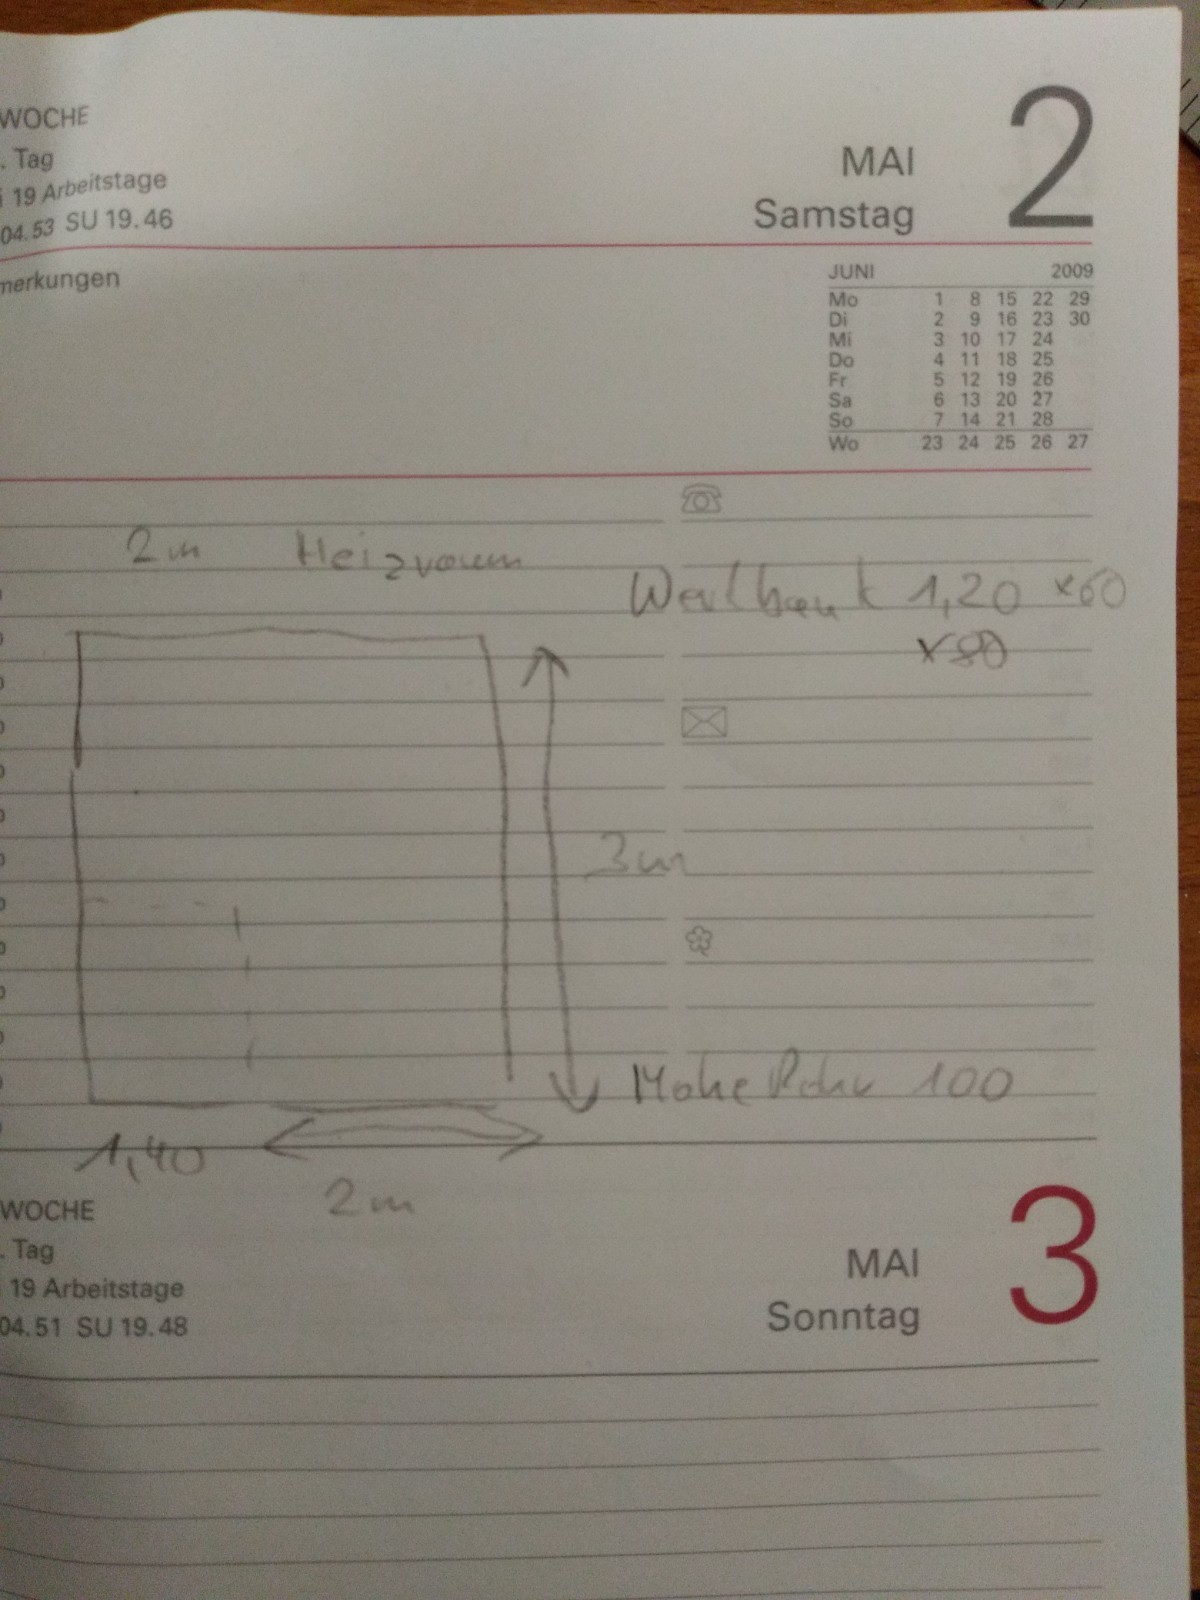 WOCHE
. Tag
19 Arbeitstage
04.53 SU 19.46
MAI
Samstag
2
merkungen
JUNI 2009
Mo 1 8 15 22 29
Di 2 9 16 23 30
Mi 3 10 17 24
Do 4 11 18 25
Fr 5 12 19 26
Sa 6 13 20 27
So 7 14 21 28
Wo 23 24 25 26 27
2m Heizraum
Werkbank 1,20 x60
x80
3m
Höhe Rohr 100
1,40
2m
WOCHE
. Tag
19 Arbeitstage
04.51 SU 19.48
MAI
Sonntag
3